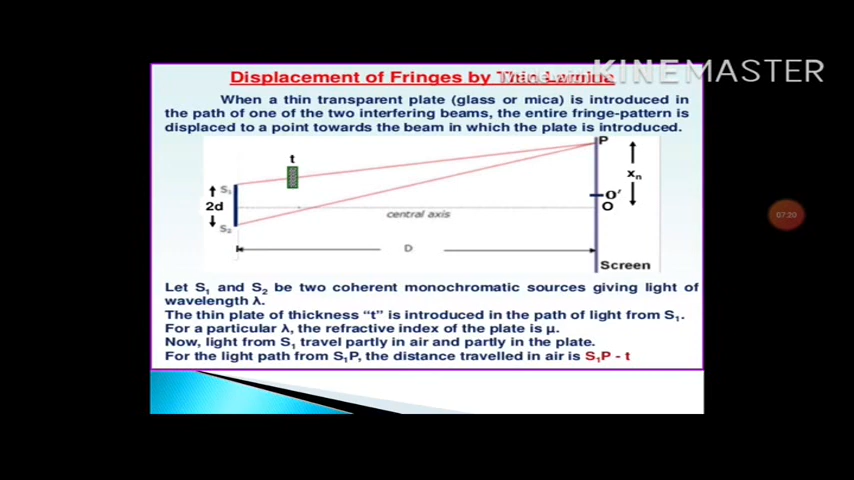 KINEMASTER
Displacement of Fringes by Thin Lamina
When a thin transparent plate (glass or mica) is introduced in
the path of one of the two interfering beams, the entire fringe-pattern is
displaced to a point towards the beam in which the plate is introduced.
P
t
xₙ
S₁
O'
2d
O
central axis
S₂
D
Screen
07:20
Let S₁ and S₂ be two coherent monochromatic sources giving light of
wavelength λ.
The thin plate of thickness “t” is introduced in the path of light from S₁.
For a particular λ, the refractive index of the plate is μ.
Now, light from S₁ travel partly in air and partly in the plate.
For the light path from S₁P, the distance travelled in air is S₁P - t